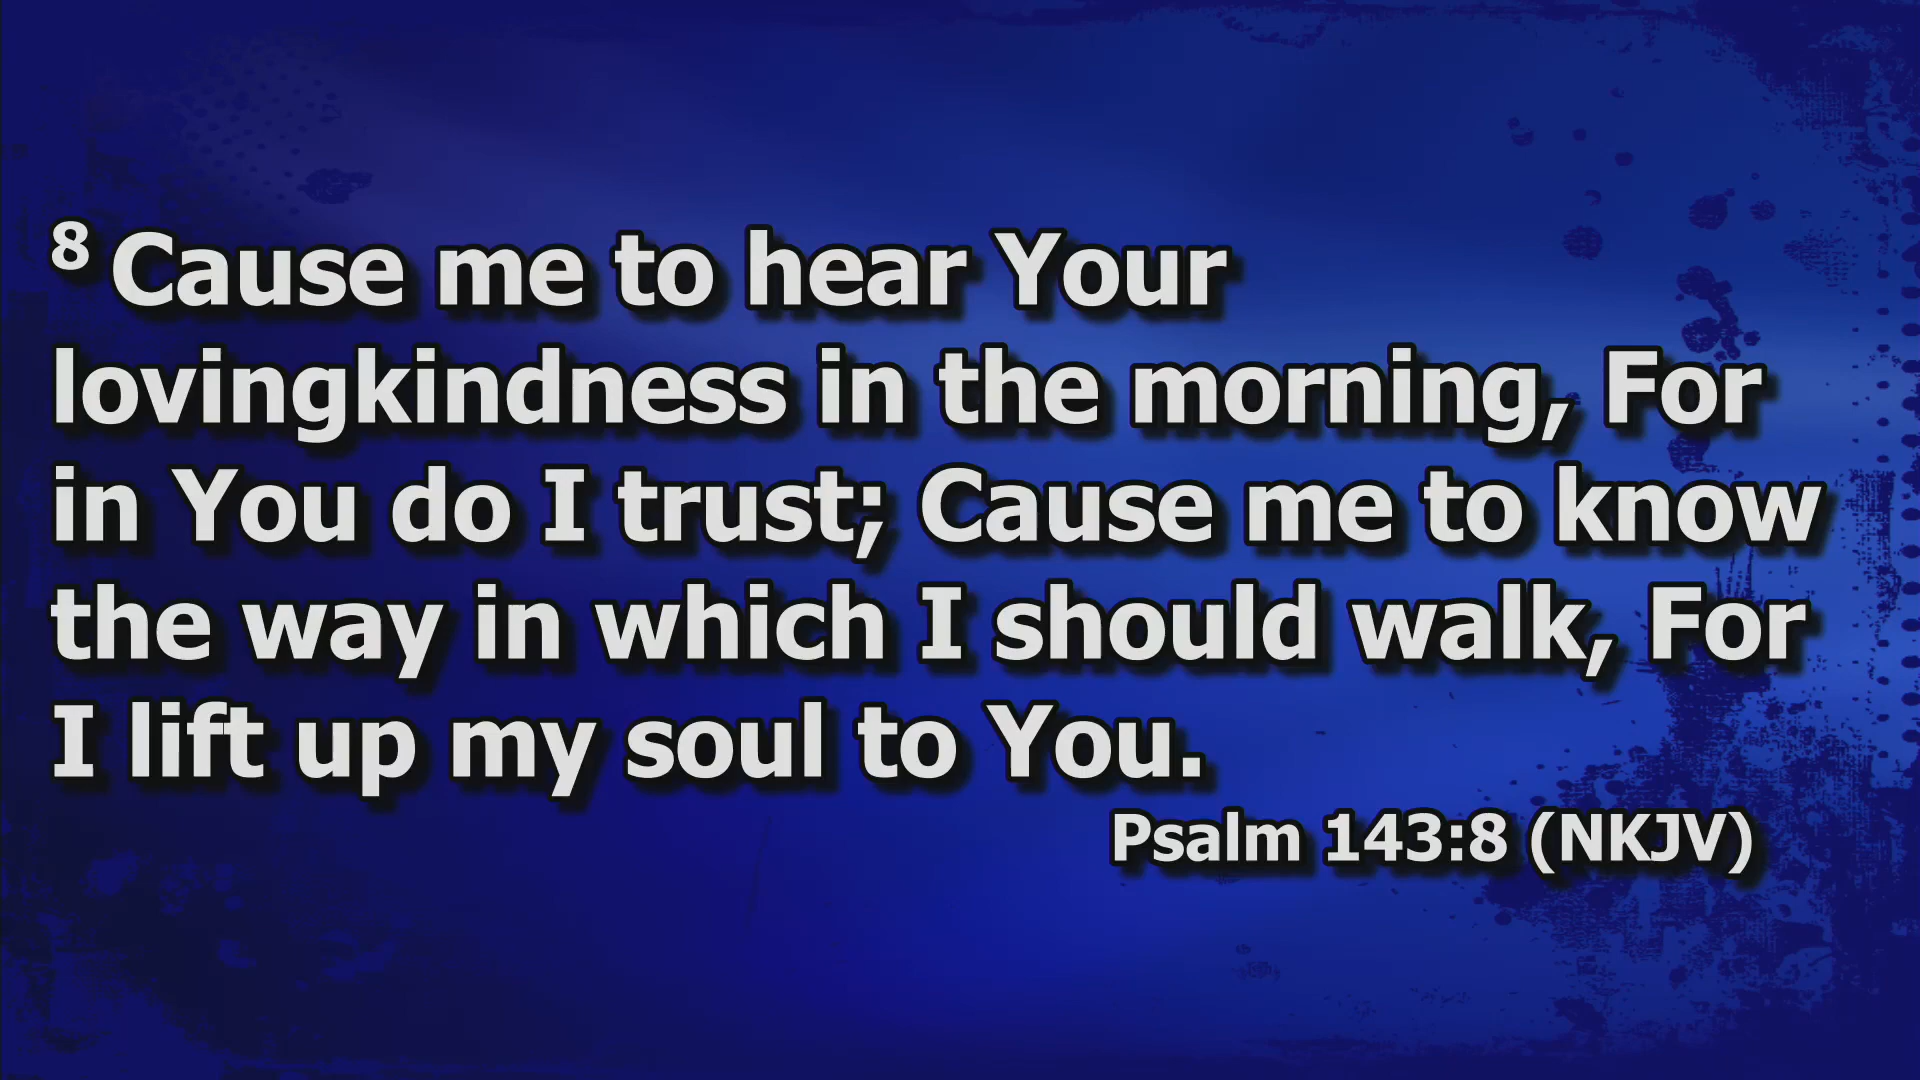 8 Cause me to hear Your
lovingkindness in the morning, For
in You do I trust; Cause me to know
the way in which I should walk, For
I lift up my soul to You.
Psalm 143:8 (NKJV)